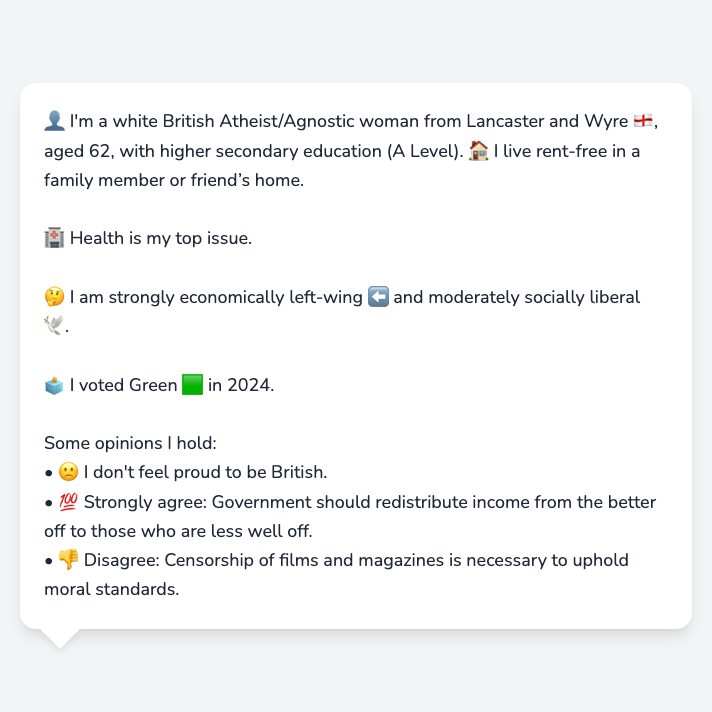 👤 I'm a white British Atheist/Agnostic woman from Lancaster and Wyre 🏴󠁧󠁢󠁥󠁮󠁧󠁿,
aged 62, with higher secondary education (A Level). 🏠 I live rent-free in a
family member or friend’s home.
🏥 Health is my top issue.
🤔 I am strongly economically left-wing ⬅️ and moderately socially liberal
🕊️.
🗳️ I voted Green 🟩 in 2024.
Some opinions I hold:
• 🙁 I don't feel proud to be British.
• 💯 Strongly agree: Government should redistribute income from the better
off to those who are less well off.
• 👎 Disagree: Censorship of films and magazines is necessary to uphold
moral standards.